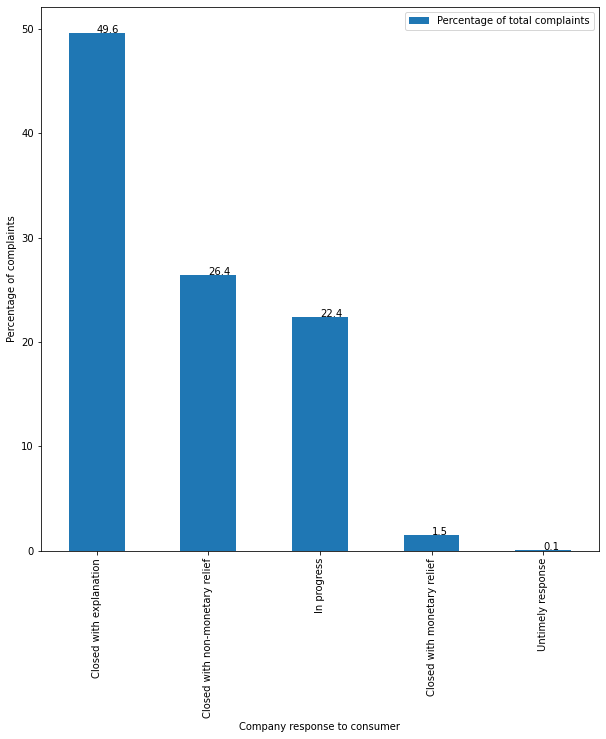 Percentage of total complaints
50
40
30
20
10
0
Percentage of complaints
49.6
26.4
22.4
1.5
0.1
Closed with explanation
Closed with non-monetary relief
In progress
Closed with monetary relief
Untimely response
Company response to consumer